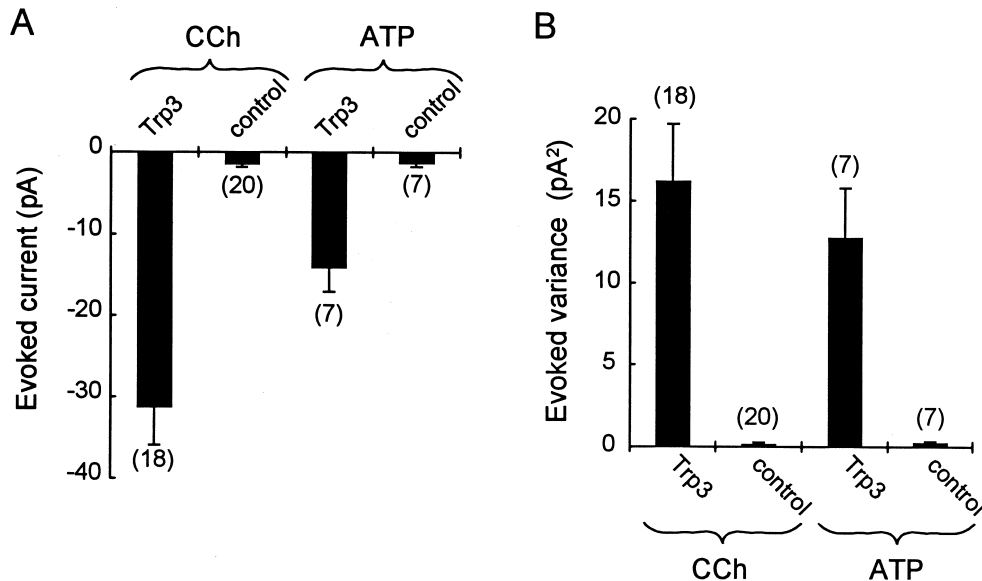 A
CCh ATP
Trp3 control Trp3 control
Evoked current (pA)
0
-10
-20
-30
-40
(18)
(20)
(7)
(7)
B
Evoked variance (pA²)
20
15
10
5
0
(18)
(20)
(7)
(7)
Trp3 control Trp3 control
CCh ATP